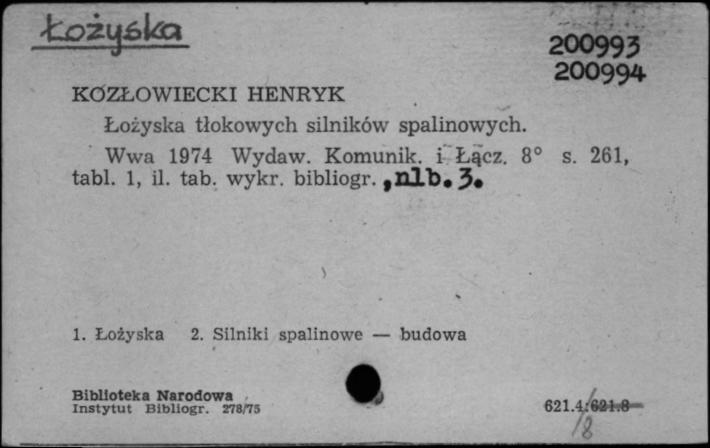 Łożyska
200993
200994
KOZŁOWIECKI HENRYK
Łożyska tłokowych silników spalinowych.
Wwa 1974 Wydaw. Komunik. i Łącz. 8° s. 261,
tabl. 1, il. tab. wykr. bibliogr. ,nlb. 3.
1. Łożyska 2. Silniki spalinowe — budowa
Biblioteka Narodowa
Instytut Bibliogr. 278/75
621.4:621.8
/8